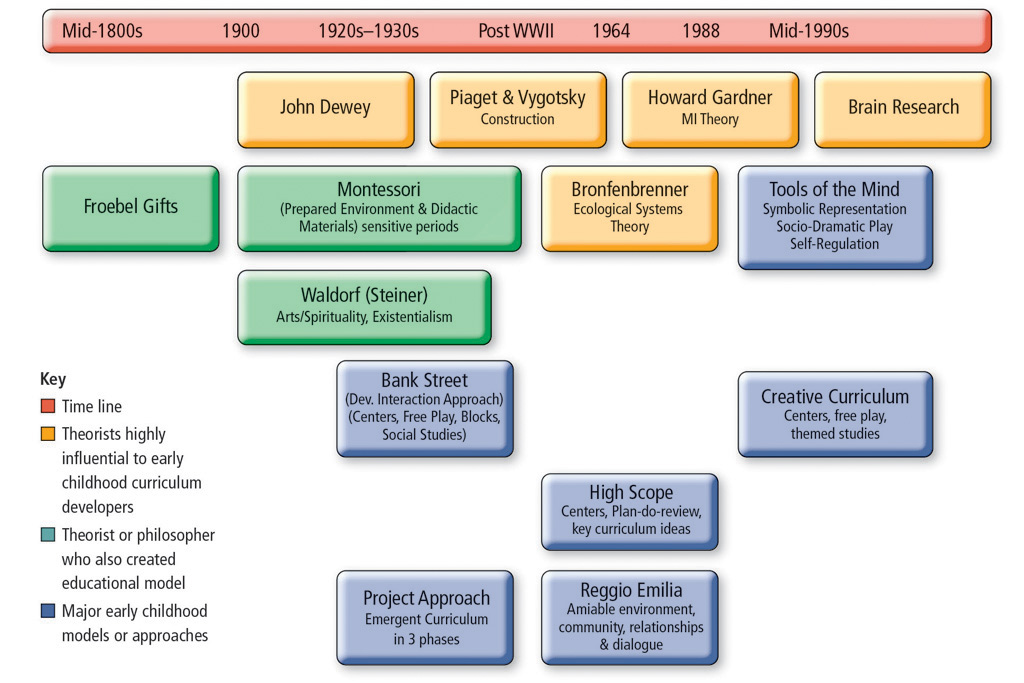 Mid-1800s 1900 1920s–1930s Post WWII 1964 1988 Mid-1990s
John Dewey
Piaget & Vygotsky
Construction
Howard Gardner
MI Theory
Brain Research
Froebel Gifts
Montessori
(Prepared Environment & Didactic
Materials) sensitive periods
Bronfenbrenner
Ecological Systems
Theory
Tools of the Mind
Symbolic Representation
Socio-Dramatic Play
Self-Regulation
Waldorf (Steiner)
Arts/Spirituality, Existentialism
Bank Street
(Dev. Interaction Approach)
(Centers, Free Play, Blocks,
Social Studies)
Creative Curriculum
Centers, free play,
themed studies
High Scope
Centers, Plan-do-review,
key curriculum ideas
Project Approach
Emergent Curriculum
in 3 phases
Reggio Emilia
Amiable environment,
community, relationships
& dialogue
Key
Time line
Theorists highly
influential to early
childhood curriculum
developers
Theorist or philosopher
who also created
educational model
Major early childhood
models or approaches